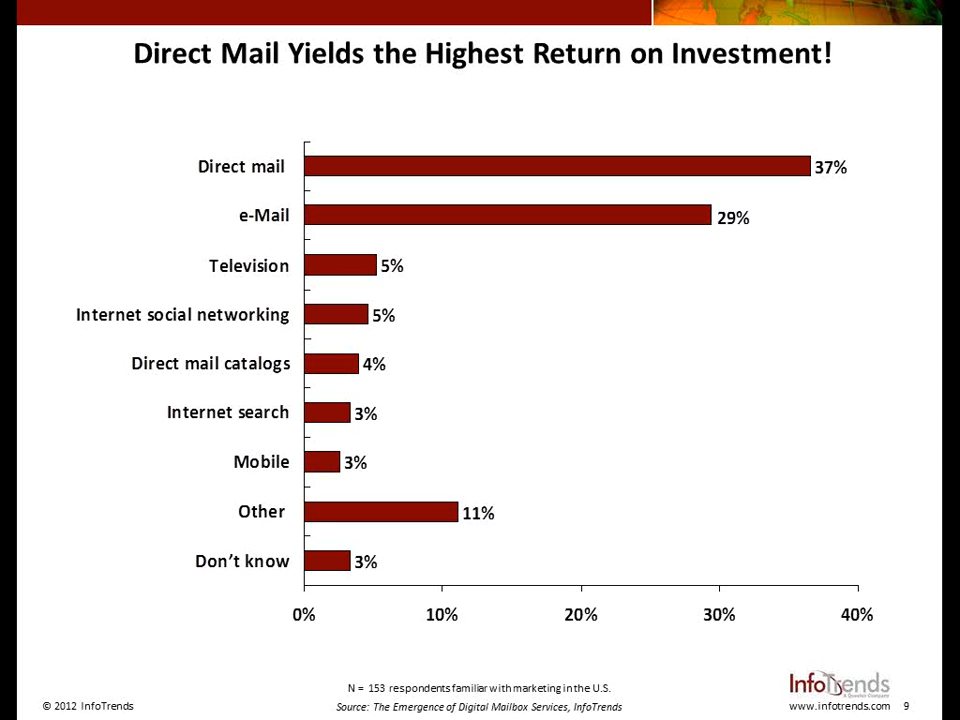 Direct Mail Yields the Highest Return on Investment!
Direct mail 37%
e-Mail 29%
Television 5%
Internet social networking 5%
Direct mail catalogs 4%
Internet search 3%
Mobile 3%
Other 11%
Don't know 3%
0% 10% 20% 30% 40%
N = 153 respondents familiar with marketing in the U.S.
InfoTrends
A Questex Company
© 2012 InfoTrends
Source: The Emergence of Digital Mailbox Services, InfoTrends
www.infotrends.com 9